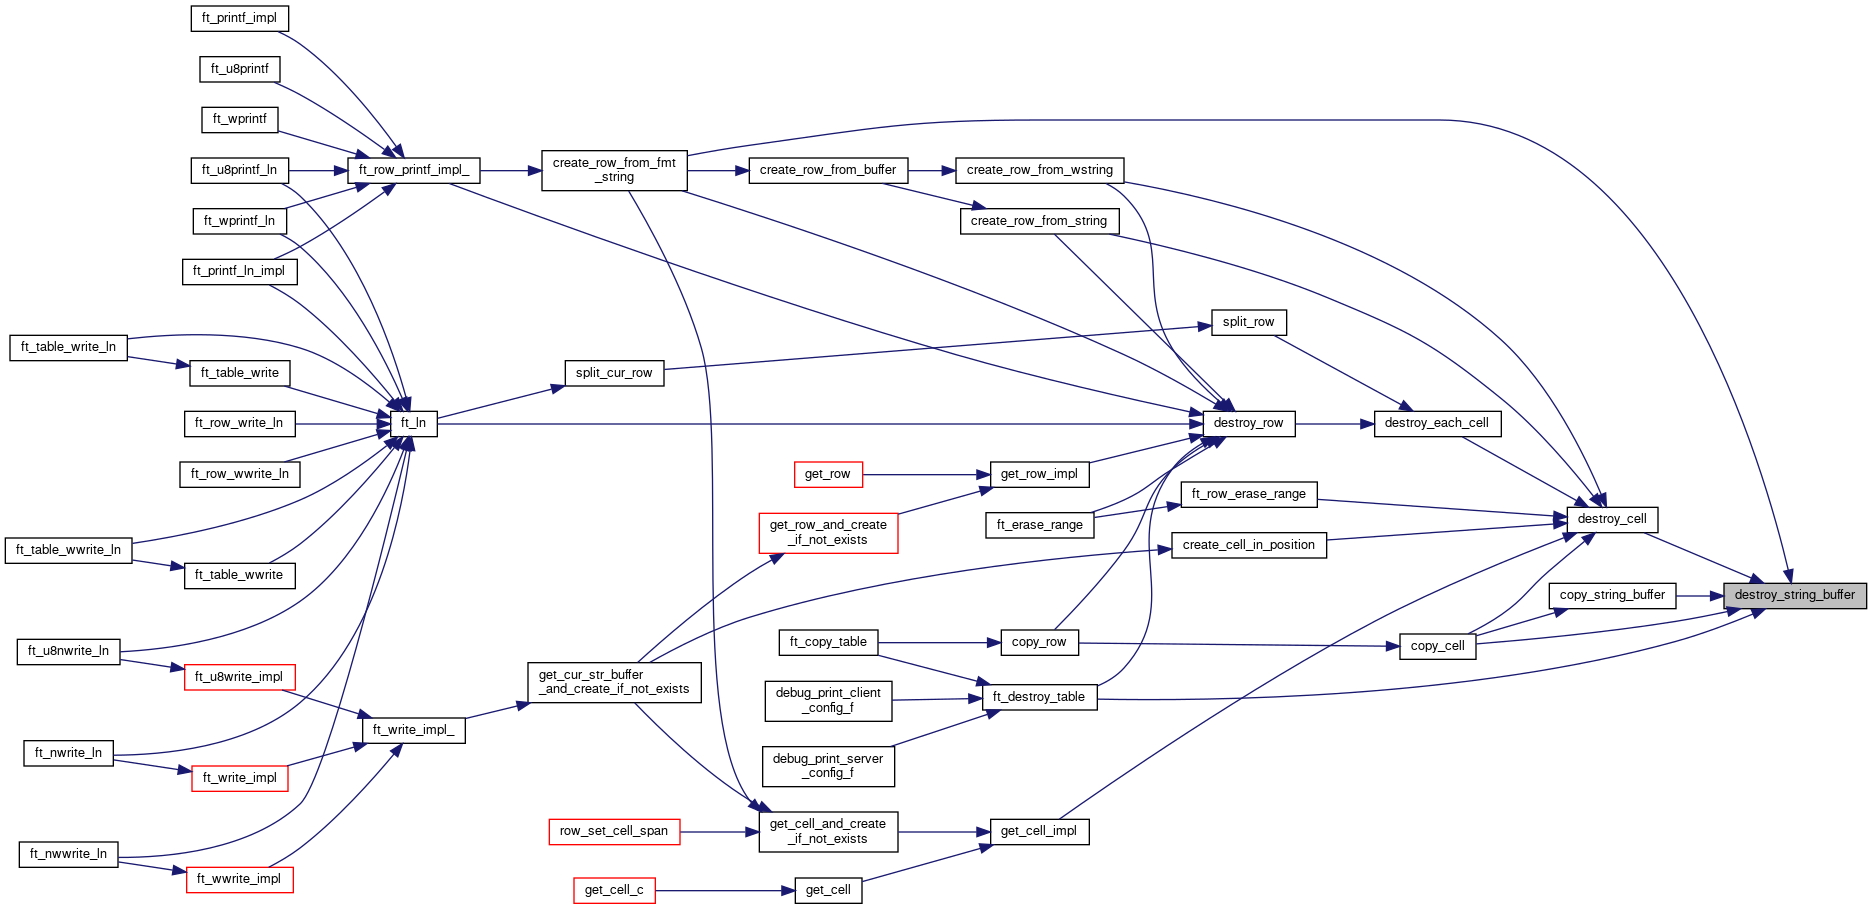 ft_printf_impl
ft_u8printf
ft_wprintf
ft_u8printf_ln
ft_wprintf_ln
ft_printf_ln_impl
ft_table_write_ln
ft_table_write
ft_row_write_ln
ft_row_wwrite_ln
ft_table_wwrite_ln
ft_table_wwrite
ft_u8nwrite_ln
ft_u8write_impl
ft_nwrite_ln
ft_write_impl
ft_nwwrite_ln
ft_wwrite_impl
ft_row_printf_impl_
ft_ln
ft_write_impl_
create_row_from_fmt
_string
split_cur_row
get_cur_str_buffer
_and_create_if_not_exists
row_set_cell_span
get_cell_c
create_row_from_buffer
get_row
get_row_and_create
_if_not_exists
ft_copy_table
debug_print_client
_config_f
debug_print_server
_config_f
get_cell_and_create
_if_not_exists
get_cell
create_row_from_wstring
create_row_from_string
get_row_impl
ft_erase_range
copy_row
ft_destroy_table
get_cell_impl
split_row
destroy_row
ft_row_erase_range
create_cell_in_position
destroy_each_cell
copy_cell
destroy_cell
copy_string_buffer
destroy_string_buffer